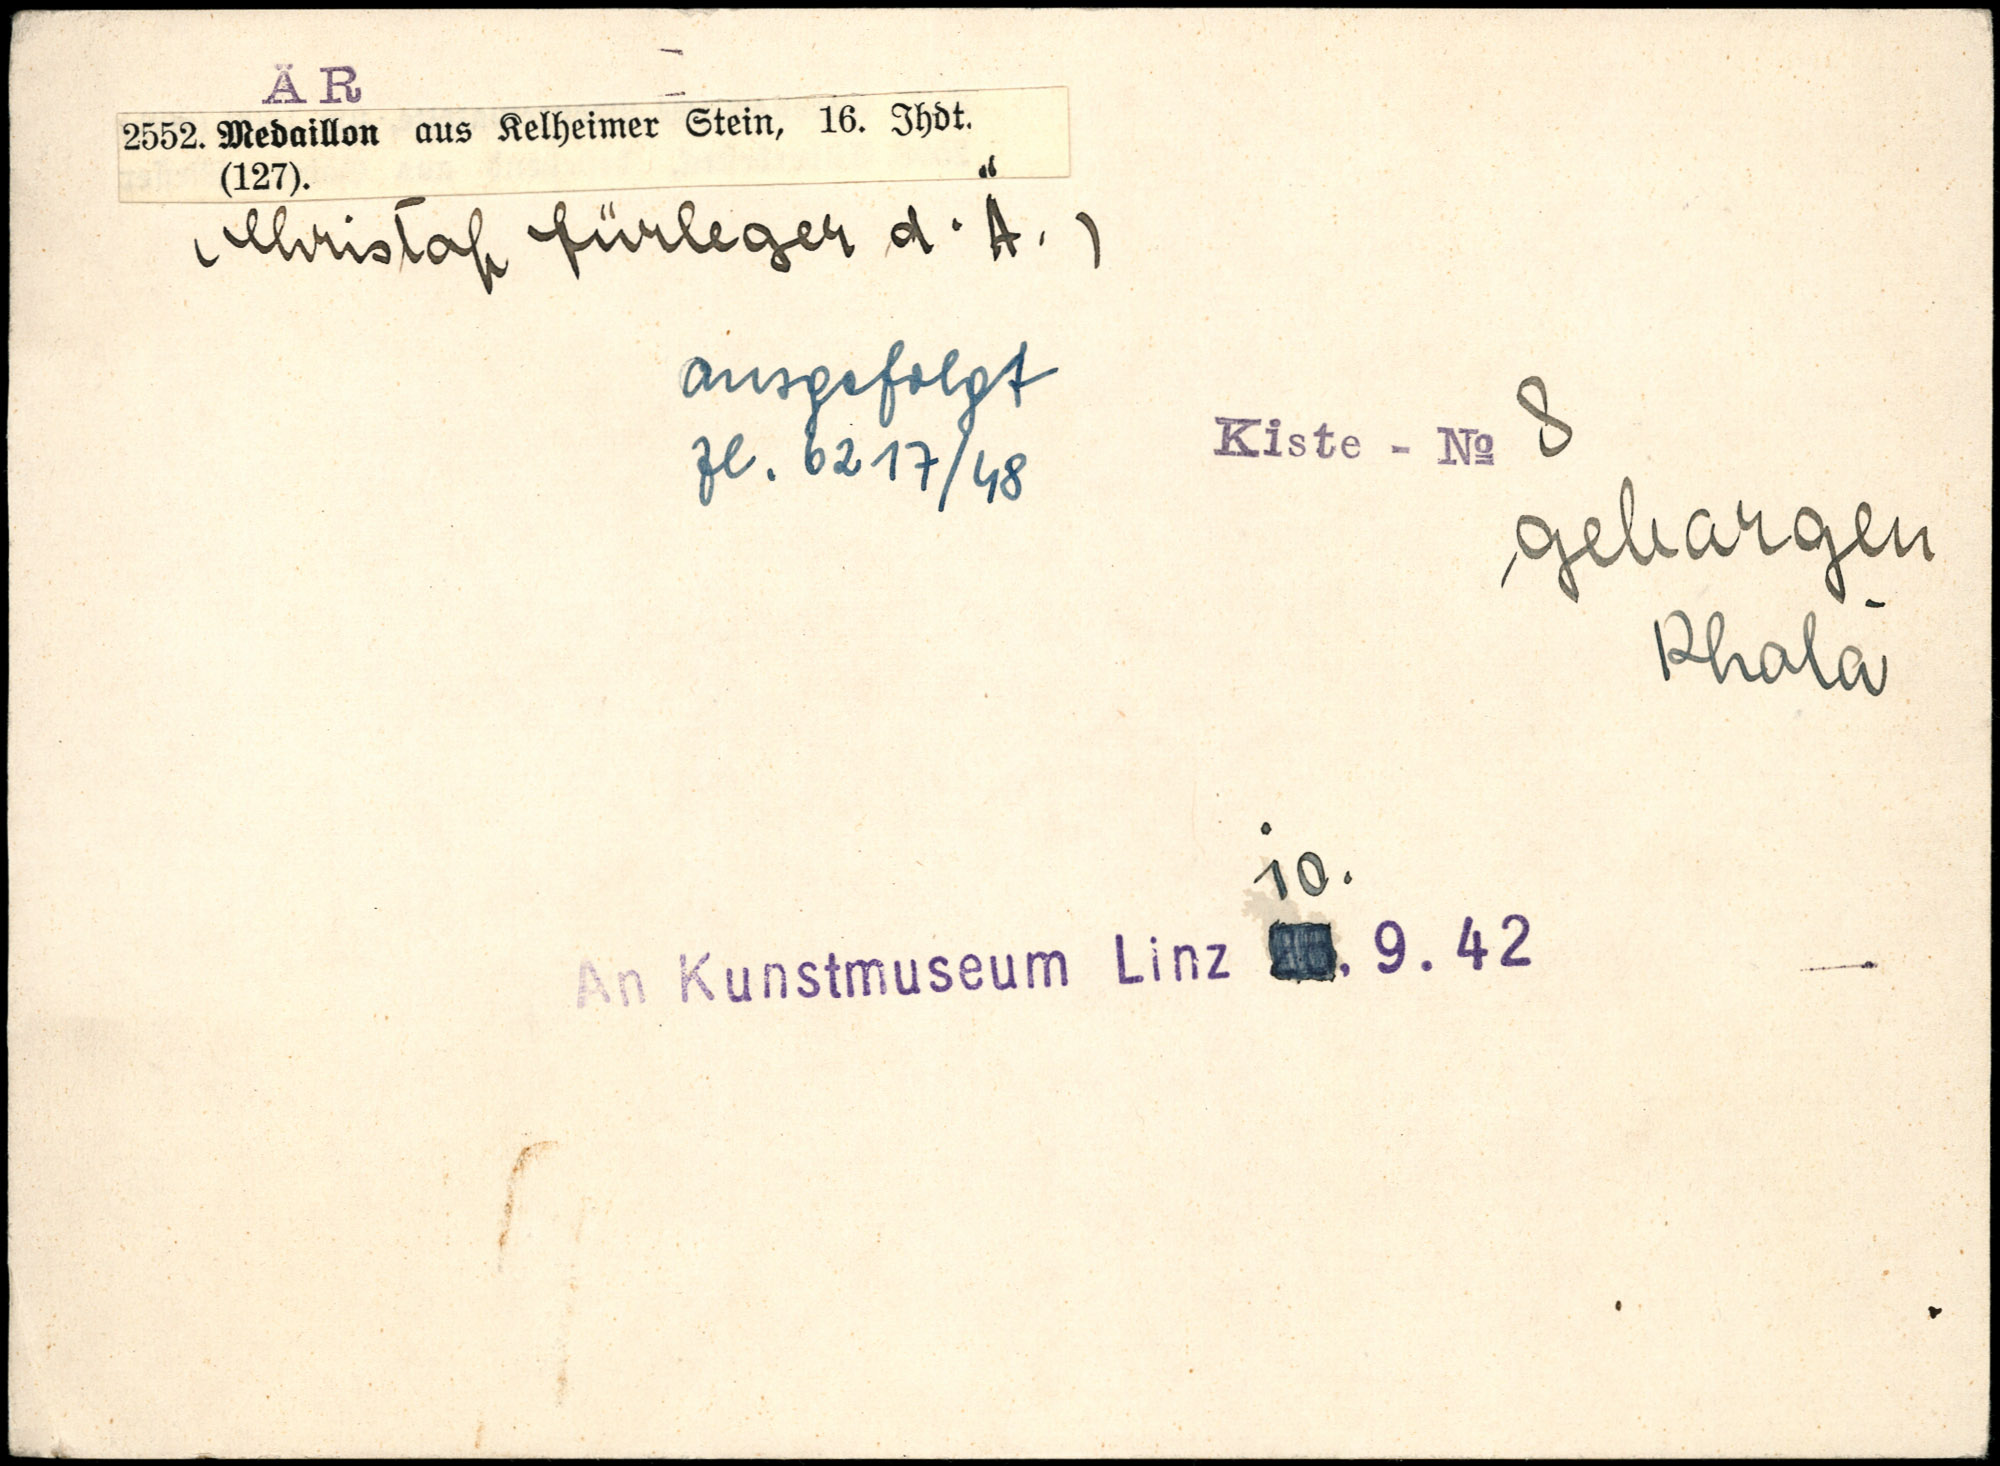 ÄR
2552. Medaillon aus Kelheimer Stein, 16. Jhdt.
(127).
(Christof Fürleger d. Ä.)
ausgefolgt
Zl. 6217/48
Kiste - № 8
geborgen
10.
An Kunstmuseum Linz . 9. 42